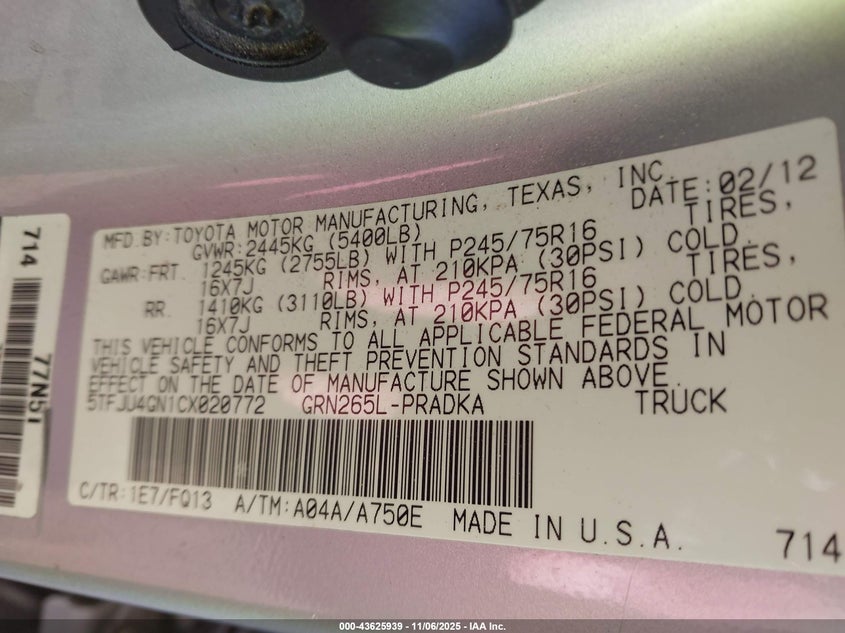 MFD.BY:TOYOTA MOTOR MANUFACTURING, TEXAS, INC.
GVWR:2445KG (5400LB) DATE:02/12
GAWR:FRT. 1245KG (2755LB) WITH P245/75R16 TIRES,
16X7J RIMS, AT 210KPA (30PSI) COLD.
RR. 1410KG (3110LB) WITH P245/75R16 TIRES,
16X7J RIMS, AT 210KPA (30PSI) COLD.
THIS VEHICLE CONFORMS TO ALL APPLICABLE FEDERAL MOTOR
VEHICLE SAFETY AND THEFT PREVENTION STANDARDS IN
EFFECT ON THE DATE OF MANUFACTURE SHOWN ABOVE.
5TFJU4GN1CX020772 GRN265L-PRADKA TRUCK
C/TR:1E7/FQ13 A/TM:A04A/A750E MADE IN U.S.A.
714
714
77N51
000-43625939 - 11/06/2025 - IAA Inc.